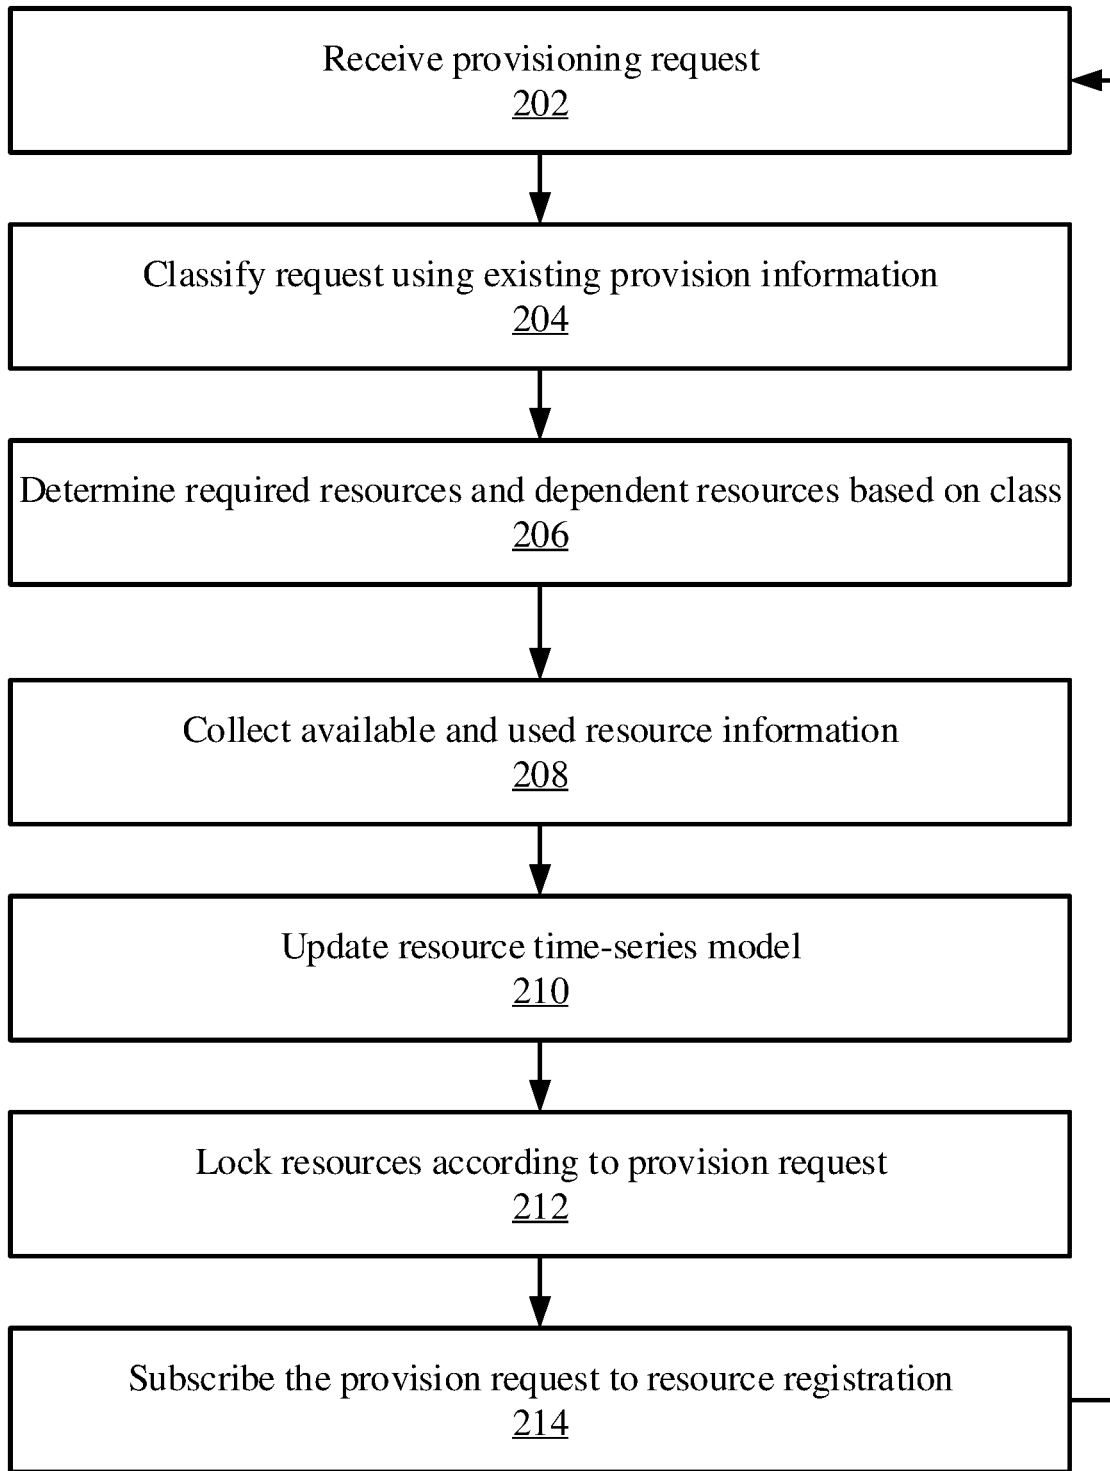 Receive provisioning request
202
Classify request using existing provision information
204
Determine required resources and dependent resources based on class
206
Collect available and used resource information
208
Update resource time-series model
210
Lock resources according to provision request
212
Subscribe the provision request to resource registration
214